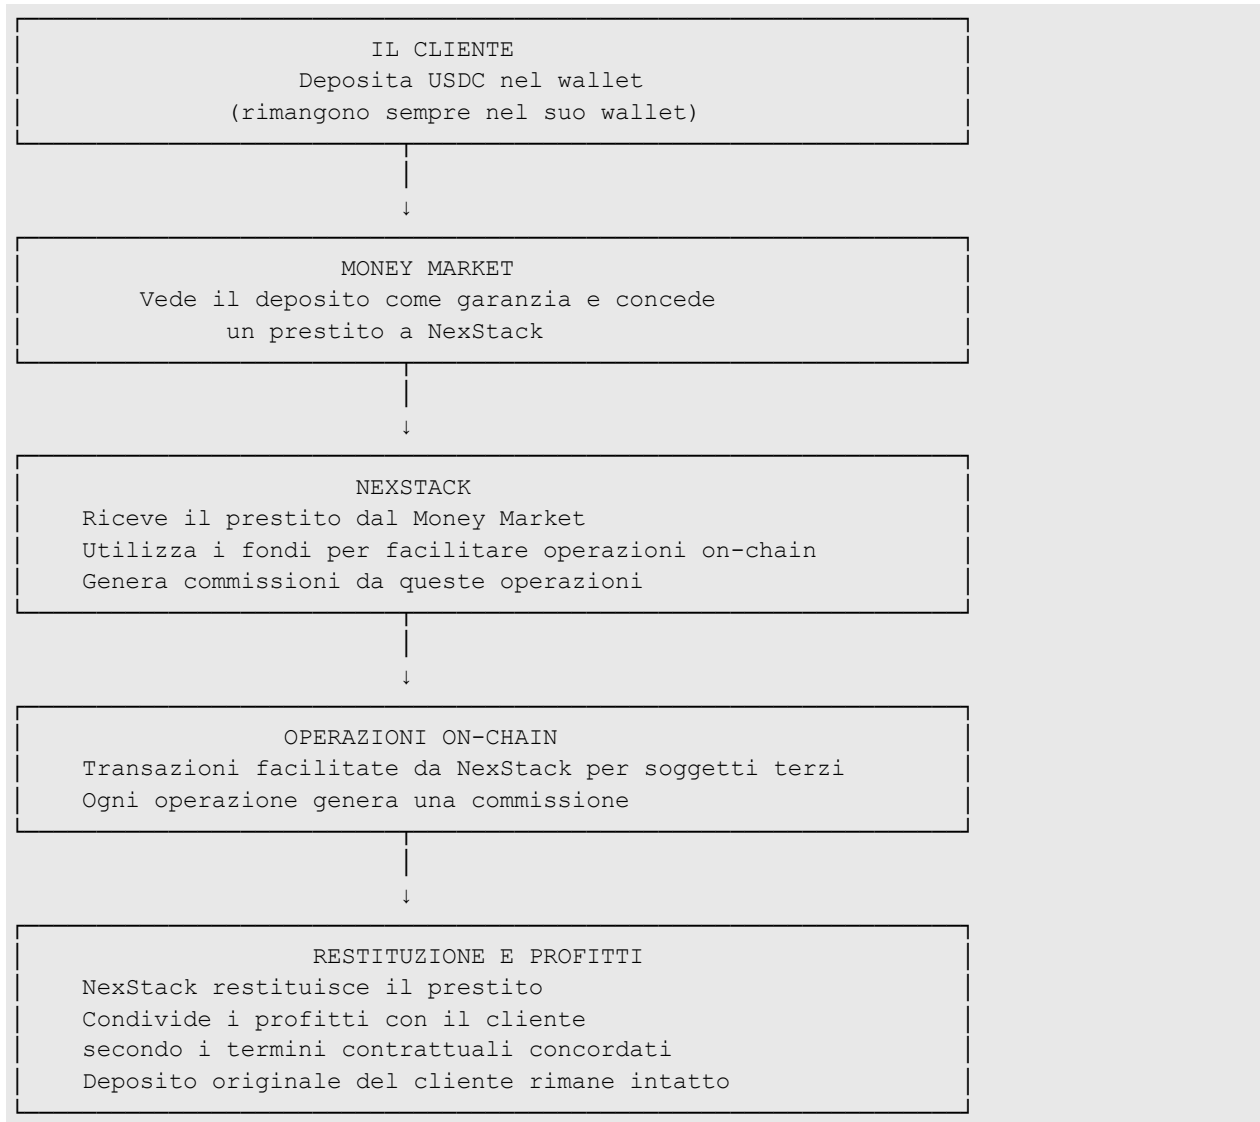 IL CLIENTE
Deposita USDC nel wallet
(rimangono sempre nel suo wallet)
↓
MONEY MARKET
Vede il deposito come garanzia e concede
un prestito a NexStack
↓
NEXSTACK
Riceve il prestito dal Money Market
Utilizza i fondi per facilitare operazioni on-chain
Genera commissioni da queste operazioni
↓
OPERAZIONI ON-CHAIN
Transazioni facilitate da NexStack per soggetti terzi
Ogni operazione genera una commissione
↓
RESTITUZIONE E PROFITTI
NexStack restituisce il prestito
Condivide i profitti con il cliente
secondo i termini contrattuali concordati
Deposito originale del cliente rimane intatto